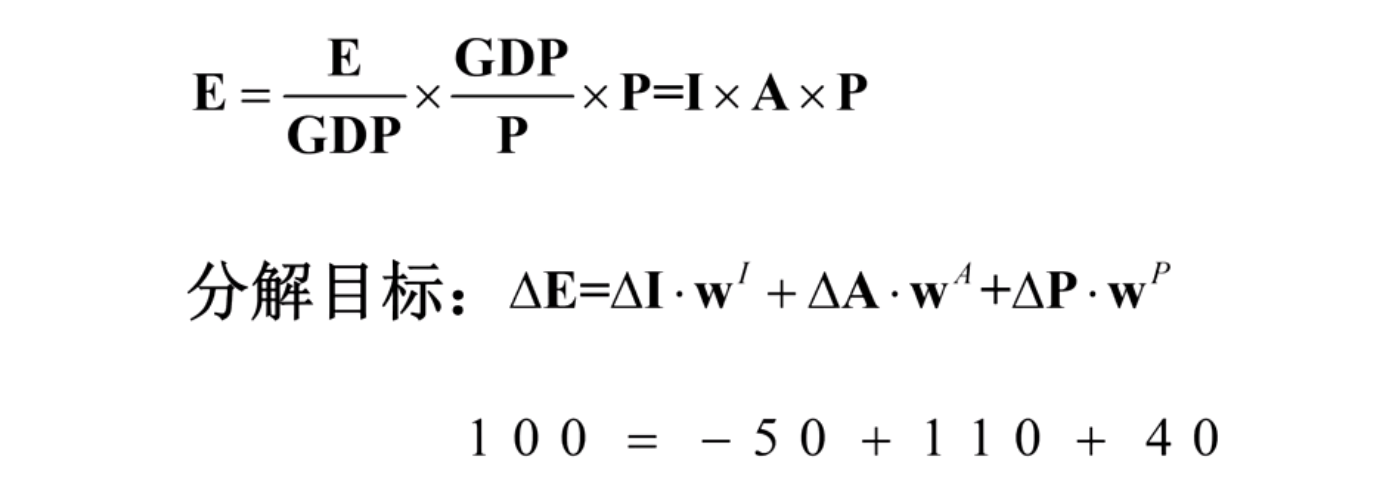 E = E/GDP × GDP/P × P=I × A × P
分解目标：ΔE=ΔI·w^I + ΔA·w^A+ΔP·w^P
100 = −50 + 110 + 40